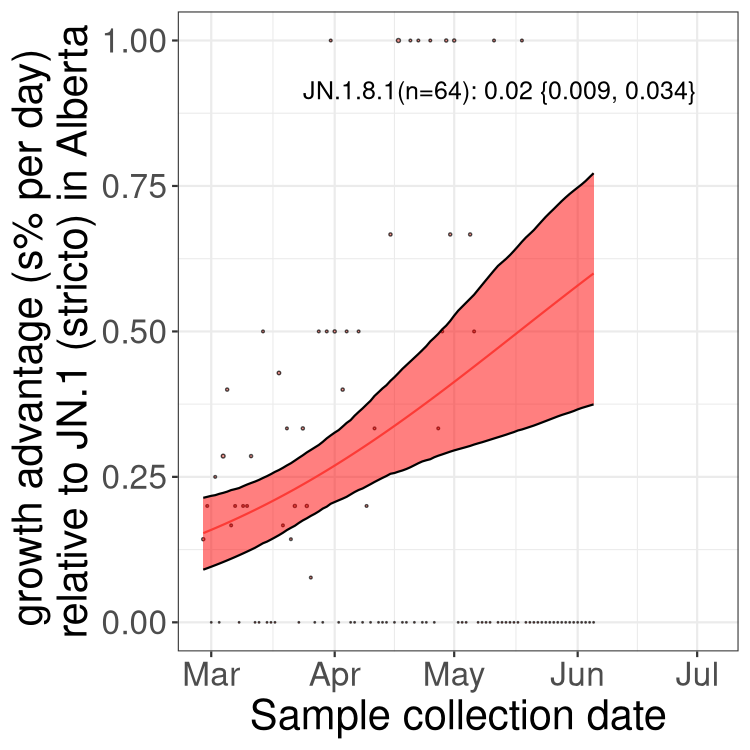 growth advantage (s% per day)
relative to JN.1 (stricto) in Alberta
1.00
0.75
0.50
0.25
0.00
JN.1.8.1(n=64): 0.02 {0.009, 0.034}
Mar Apr May Jun Jul
Sample collection date